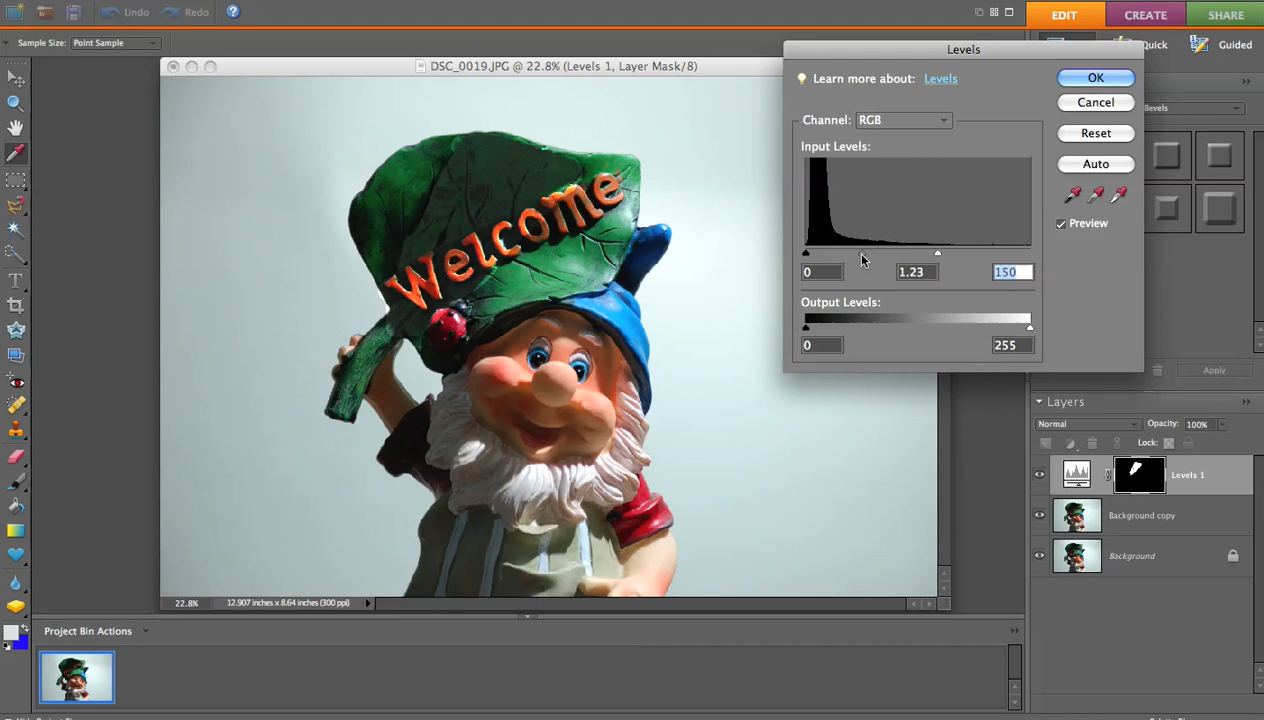 Undo Redo ? EDIT CREATE SHARE
Sample Size: Point Sample Quick Guided
DSC_0019.JPG @ 22.8% (Levels 1, Layer Mask/8)
Levels
Learn more about: Levels OK
Cancel
Channel: RGB
Reset
Input Levels:
Auto
Preview
0 1.23 150
Output Levels:
0 255
Apply
Welcome
Layers
Normal Opacity: 100%
Lock:
Levels 1
Background copy
Background
22.8% 12.907 inches x 8.64 inches (300 ppi)
Project Bin Actions